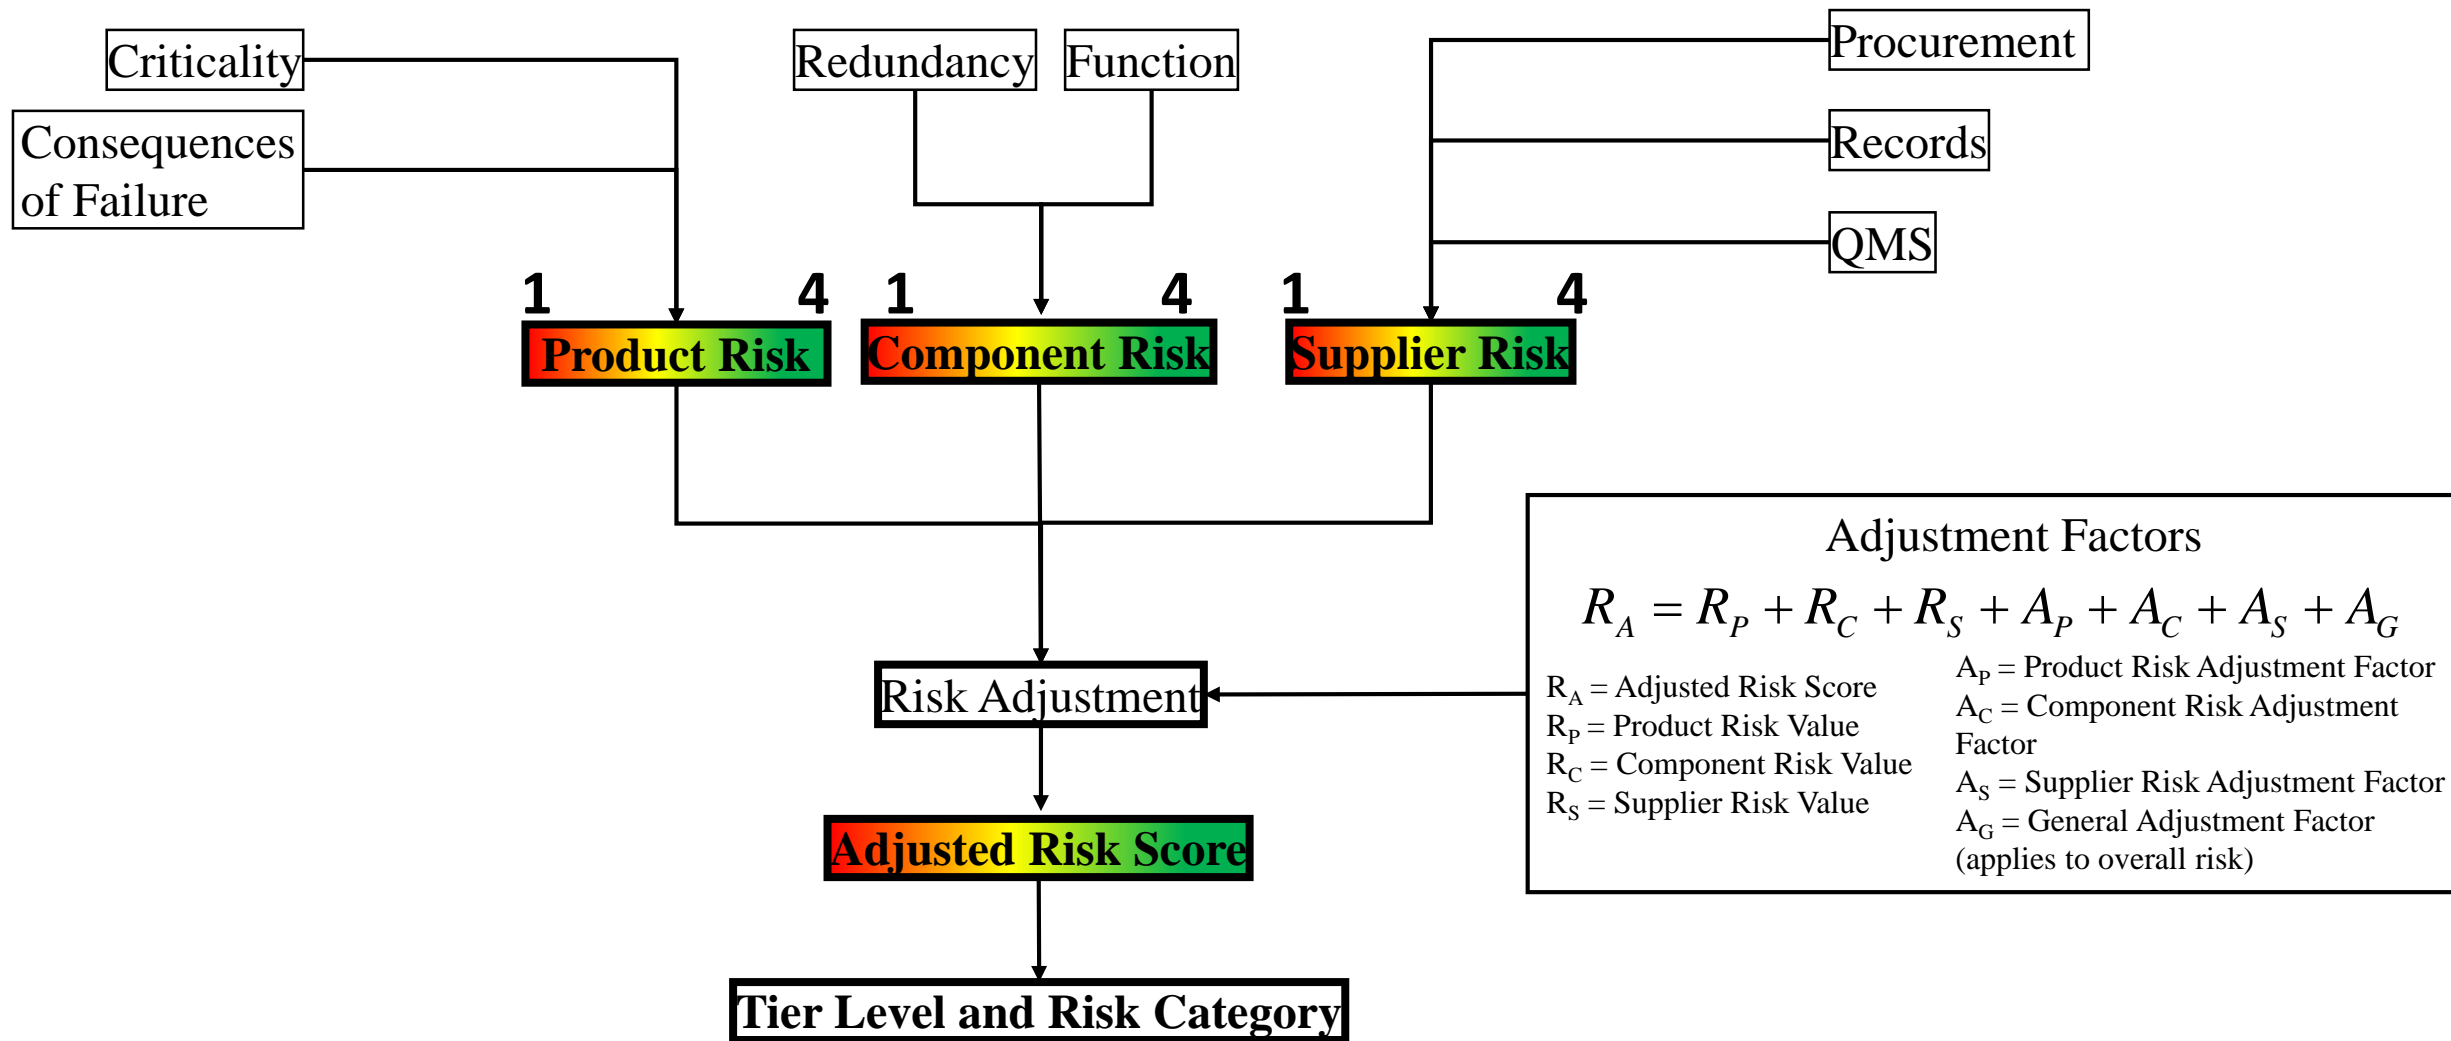 Criticality
Consequences
of Failure
Redundancy
Function
Procurement
Records
QMS
1 4
Product Risk
1 4
Component Risk
1 4
Supplier Risk
Adjustment Factors
R_A = R_P + R_C + R_S + A_P + A_C + A_S + A_G
R_A = Adjusted Risk Score
R_P = Product Risk Value
R_C = Component Risk Value
R_S = Supplier Risk Value
A_P = Product Risk Adjustment Factor
A_C = Component Risk Adjustment
Factor
A_S = Supplier Risk Adjustment Factor
A_G = General Adjustment Factor
(applies to overall risk)
Risk Adjustment
Adjusted Risk Score
Tier Level and Risk Category